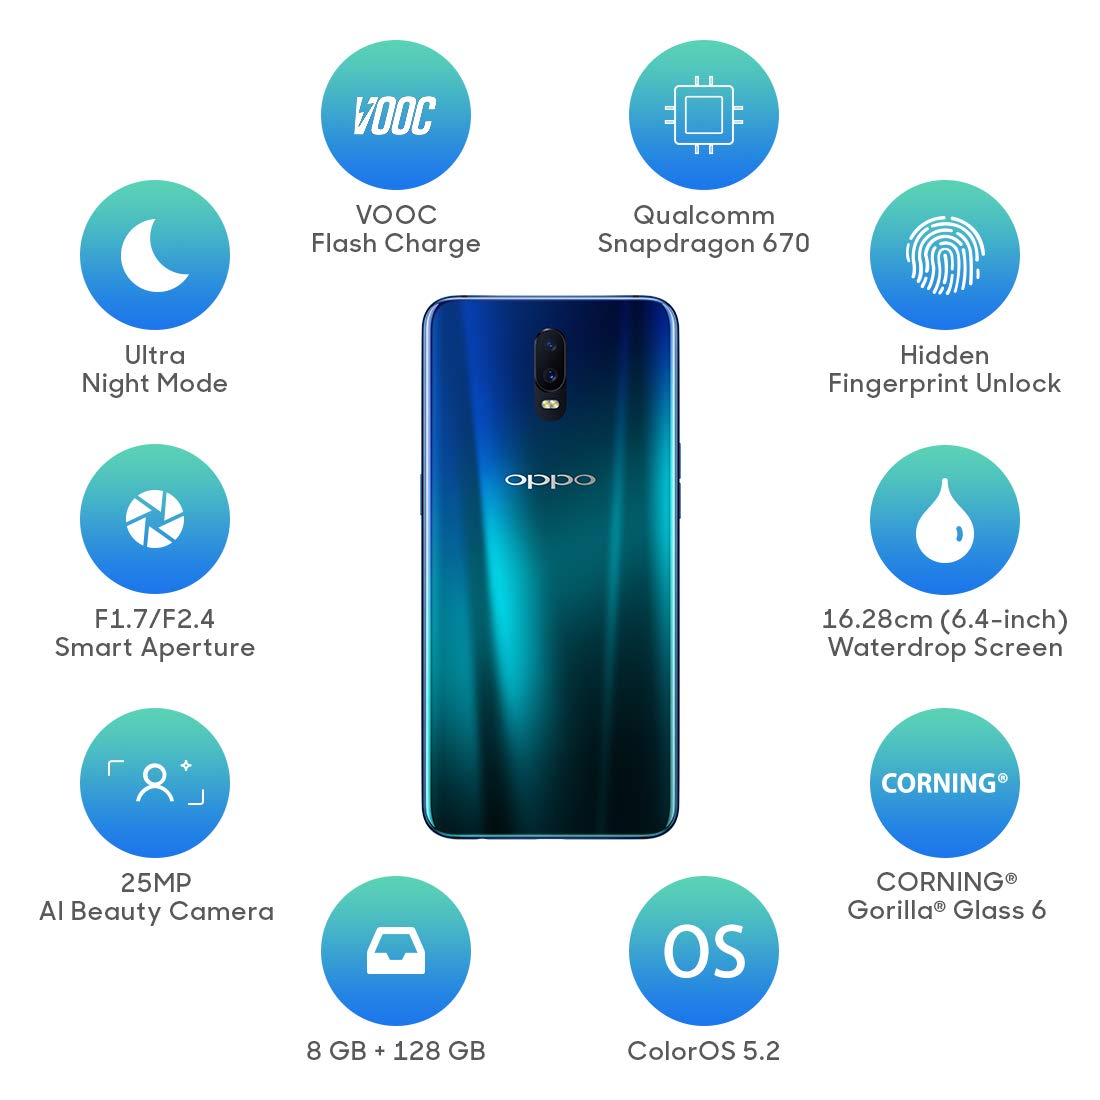 VOOC
VOOC
Flash Charge
Qualcomm
Snapdragon 670
Ultra
Night Mode
Hidden
Fingerprint Unlock
oppo
F1.7/F2.4
Smart Aperture
16.28cm (6.4-inch)
Waterdrop Screen
25MP
AI Beauty Camera
CORNING®
CORNING®
Gorilla® Glass 6
8 GB + 128 GB
OS
ColorOS 5.2